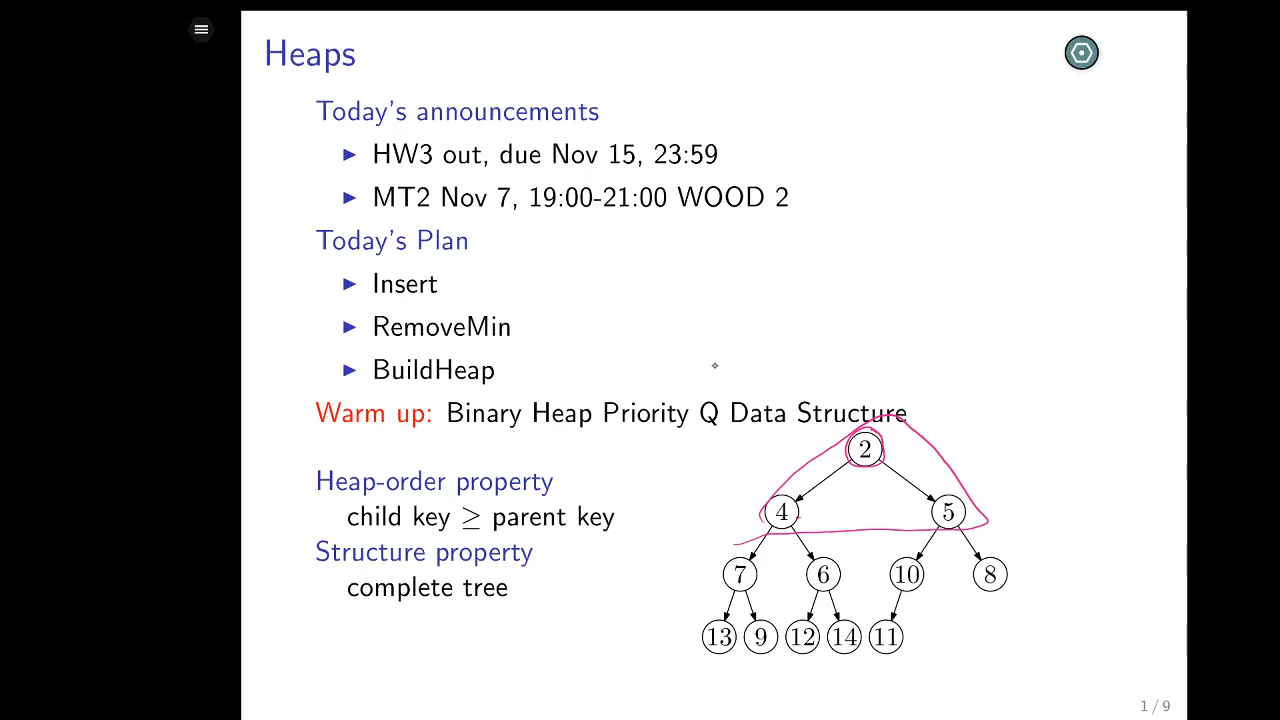 Heaps
Today's announcements
▶ HW3 out, due Nov 15, 23:59
▶ MT2 Nov 7, 19:00-21:00 WOOD 2
Today's Plan
▶ Insert
▶ RemoveMin
▶ BuildHeap
Warm up: Binary Heap Priority Q Data Structure
2
Heap-order property
child key ≥ parent key
4 5
Structure property
complete tree
7 6 10 8
13 9 12 14 11
1 / 9